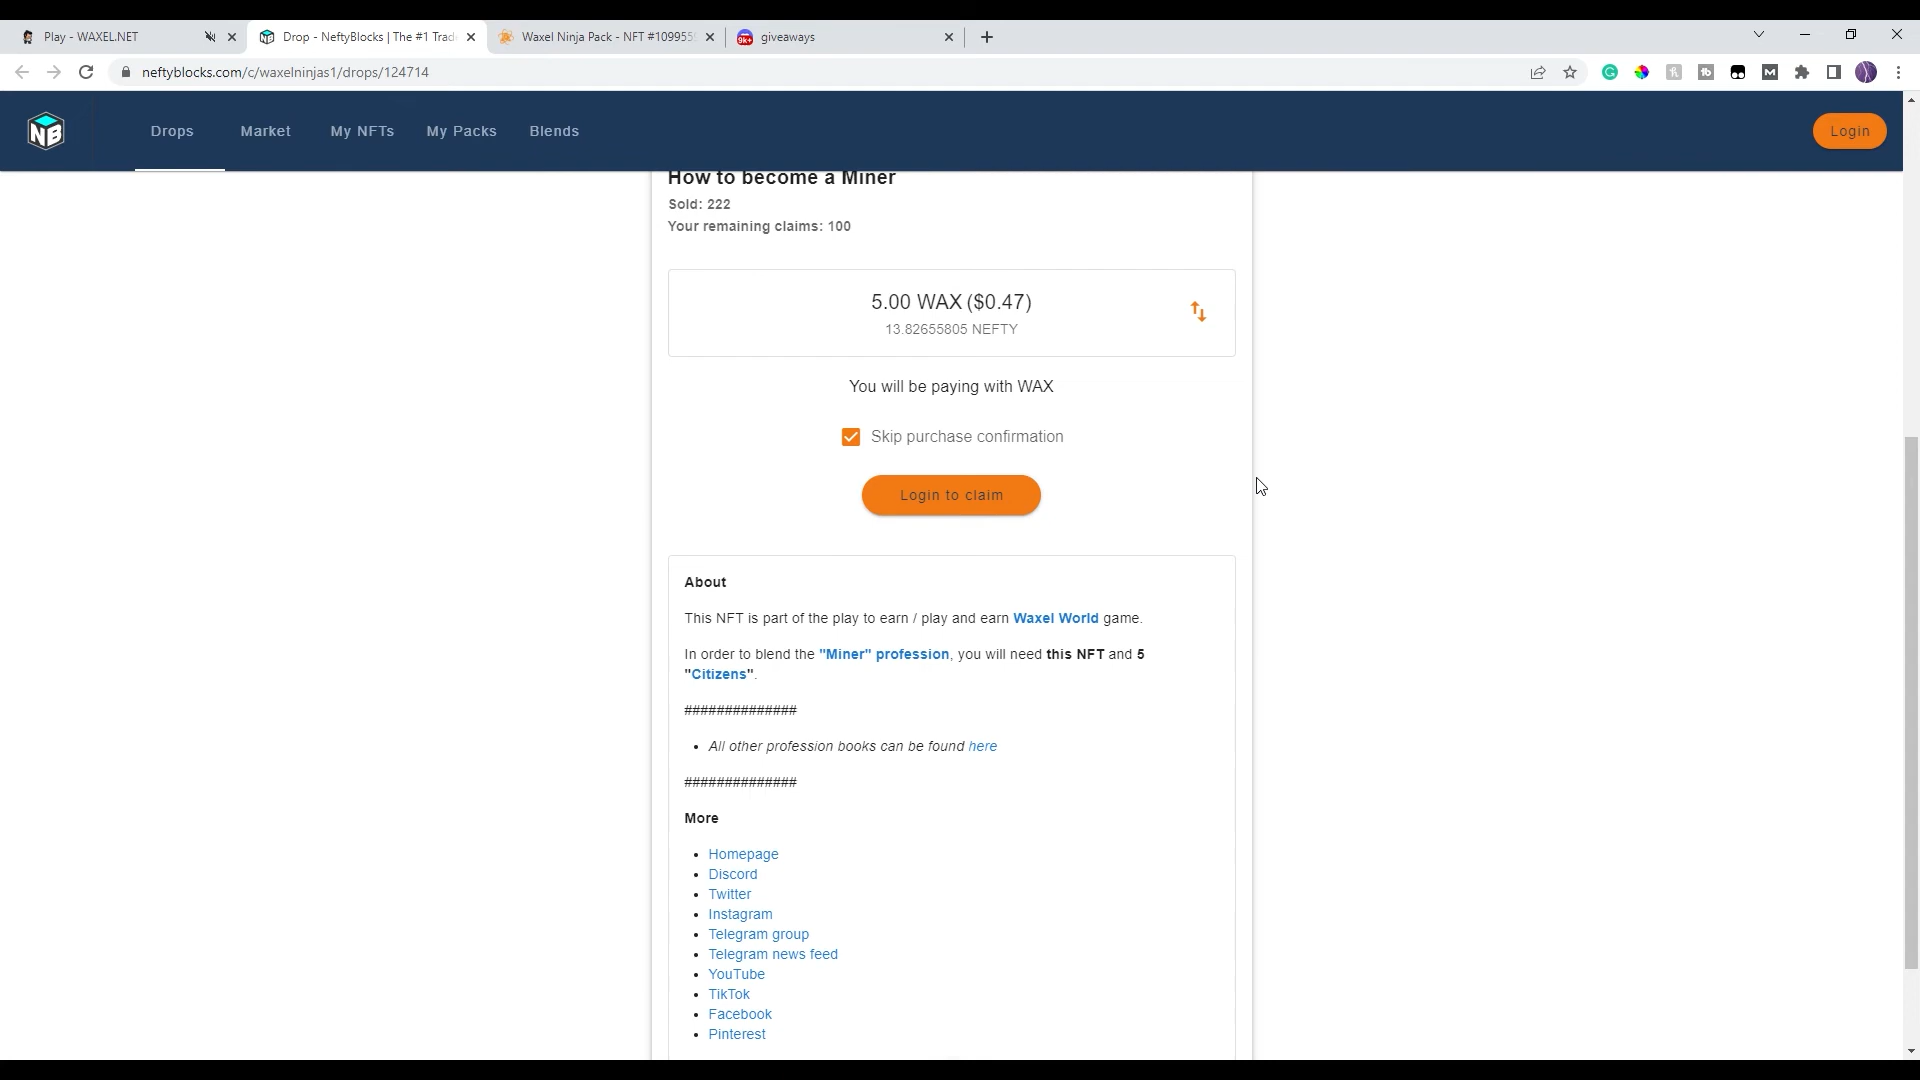 Play - WAXEL.NET
Drop - NeftyBlocks | The #1 Trad
Waxel Ninja Pack - NFT #109955
9k+
giveaways
neftyblocks.com/c/waxelninjas1/drops/124714
NB
Drops
Market
My NFTs
My Packs
Blends
Login
How to become a Miner
Sold: 222
Your remaining claims: 100
5.00 WAX ($0.47)
13.82655805 NEFTY
You will be paying with WAX
Skip purchase confirmation
Login to claim
About
This NFT is part of the play to earn / play and earn Waxel World game.
In order to blend the "Miner" profession, you will need this NFT and 5
"Citizens".
##############
• All other profession books can be found here
##############
More
• Homepage
• Discord
• Twitter
• Instagram
• Telegram group
• Telegram news feed
• YouTube
• TikTok
• Facebook
• Pinterest